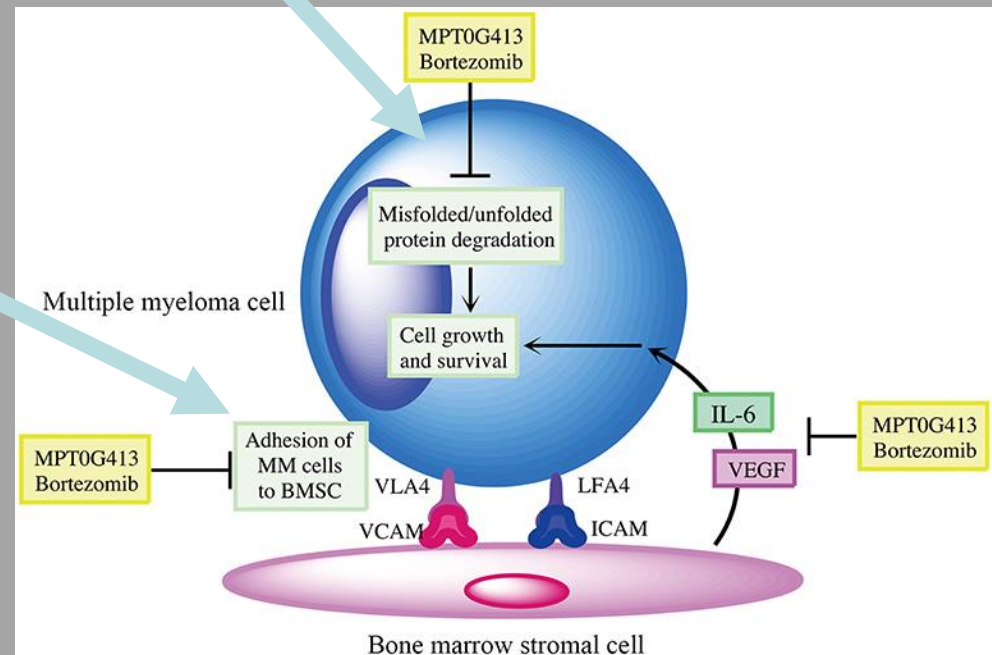 MPT0G413
Bortezomib
Misfolded/unfolded
protein degradation
Multiple myeloma cell
Cell growth
and survival
IL-6
VEGF
MPT0G413
Bortezomib
MPT0G413
Bortezomib
Adhesion of
MM cells
to BMSC
VLA4
LFA4
VCAM
ICAM
Bone marrow stromal cell